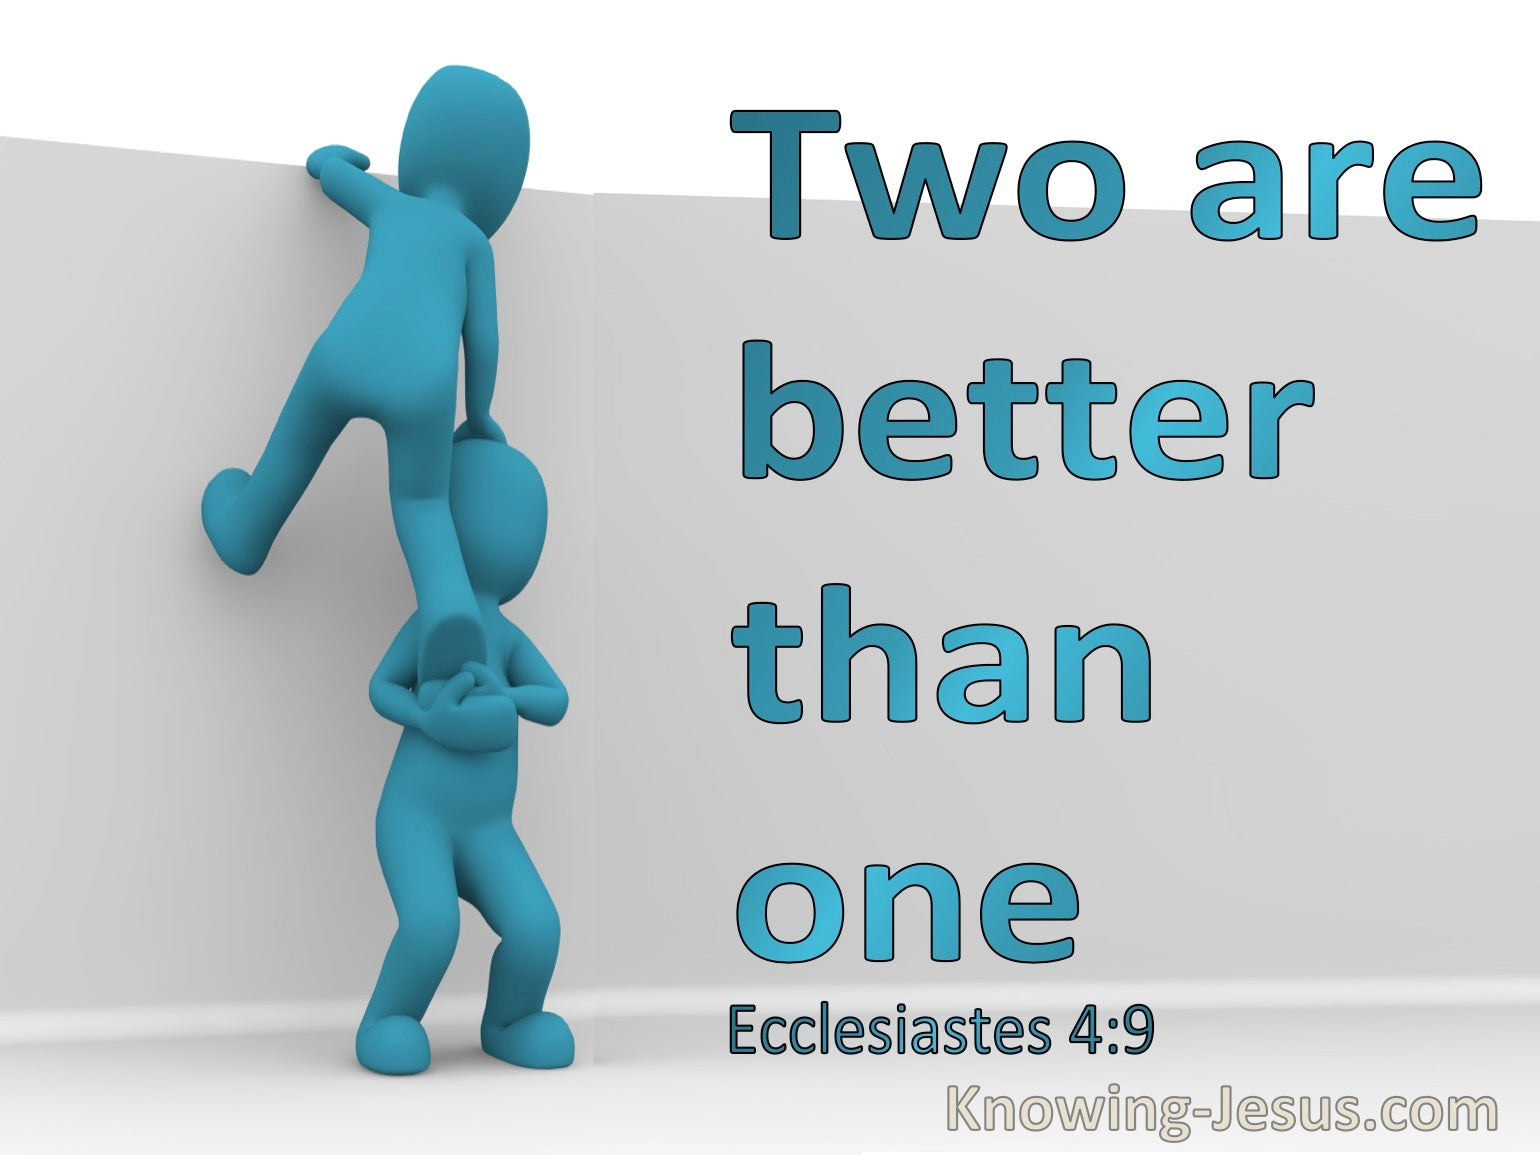 Two are
better
than
one
Ecclesiastes 4:9
Knowing-Jesus.com